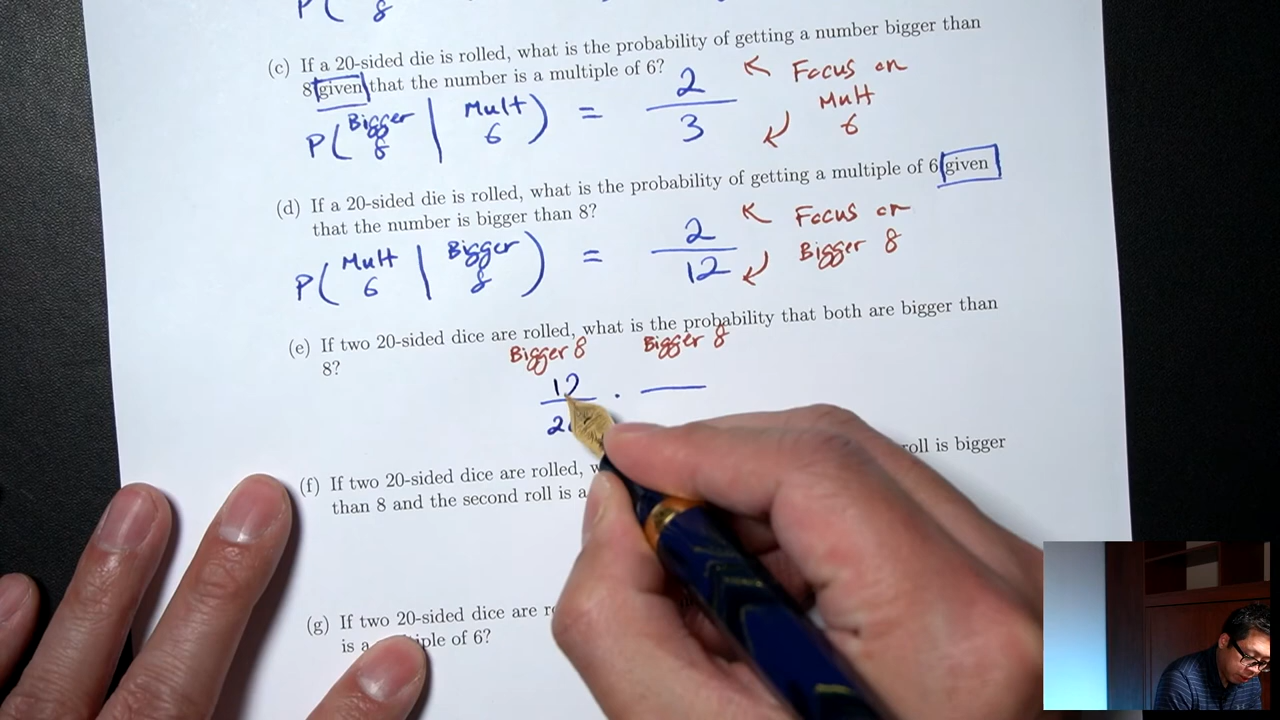 P( 8
(c) If a 20-sided die is rolled, what is the probability of getting a number bigger than
8 given that the number is a multiple of 6?
P( Bigger 8 | Mult 6 ) = 2/3
Focus on
Mult
6
(d) If a 20-sided die is rolled, what is the probability of getting a multiple of 6 given
that the number is bigger than 8?
P( Mult 6 | Bigger 8 ) = 2/12
Focus on
Bigger 8
(e) If two 20-sided dice are rolled, what is the probability that both are bigger than
8?
Bigger 8 Bigger 8
12 ·
2
(f) If two 20-sided dice are rolled, roll is bigger
than 8 and the second roll is a
(g) If two 20-sided dice are
is a of 6?